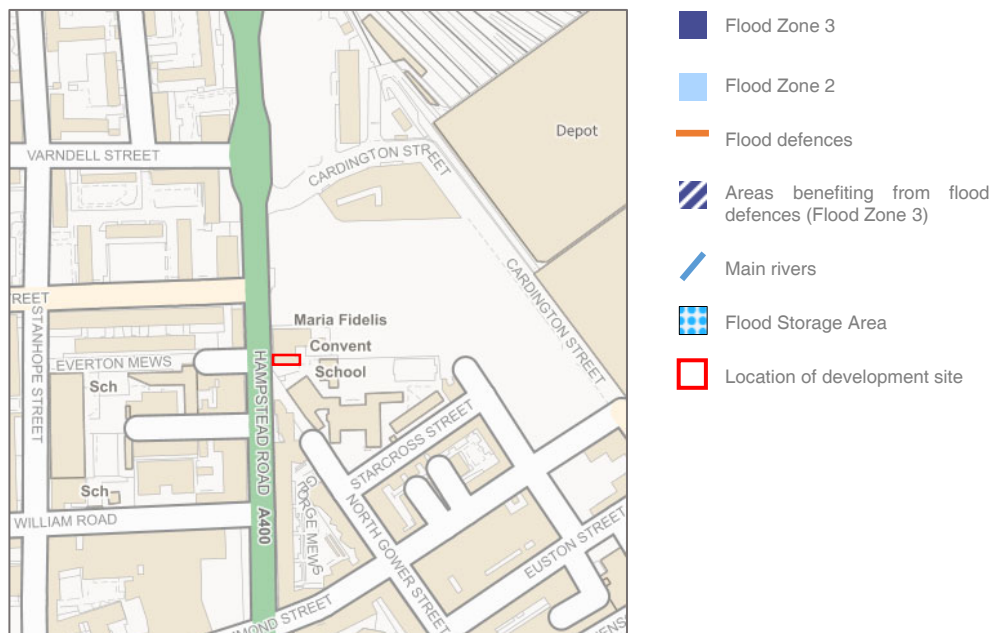 Depot
VARNDELL STREET
CARDINGTON STREET
CARDINGTON STREET
REET
STANHOPE STREET
Maria Fidelis
Convent
School
EVERTON MEWS
HAMPSTEAD ROAD A400
Sch
STARCROSS STREET
Sch
WILLIAM ROAD
GEORGE MEWS
NORTH GOWER STREET
EUSTON STREET
MOND STREET
Flood Zone 3
Flood Zone 2
Flood defences
Areas benefiting from flood
defences (Flood Zone 3)
Main rivers
Flood Storage Area
Location of development site